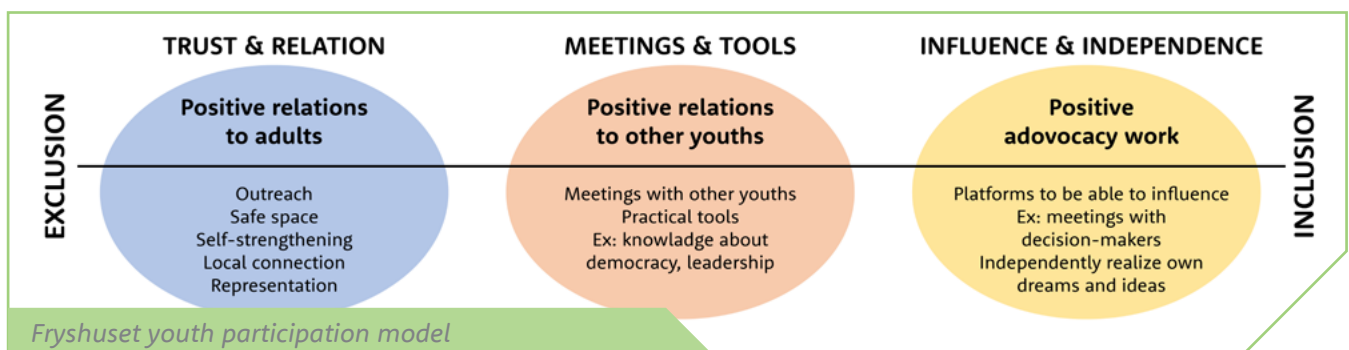 EXCLUSION
TRUST & RELATION
Positive relations
to adults
Outreach
Safe space
Self-strengthening
Local connection
Representation
MEETINGS & TOOLS
Positive relations
to other youths
Meetings with other youths
Practical tools
Ex: knowladge about
democracy, leadership
INFLUENCE & INDEPENDENCE
Positive
adovocacy work
Platforms to be able to influence
Ex: meetings with
decision-makers
Independently realize own
dreams and ideas
INCLUSION
Fryshuset youth participation model